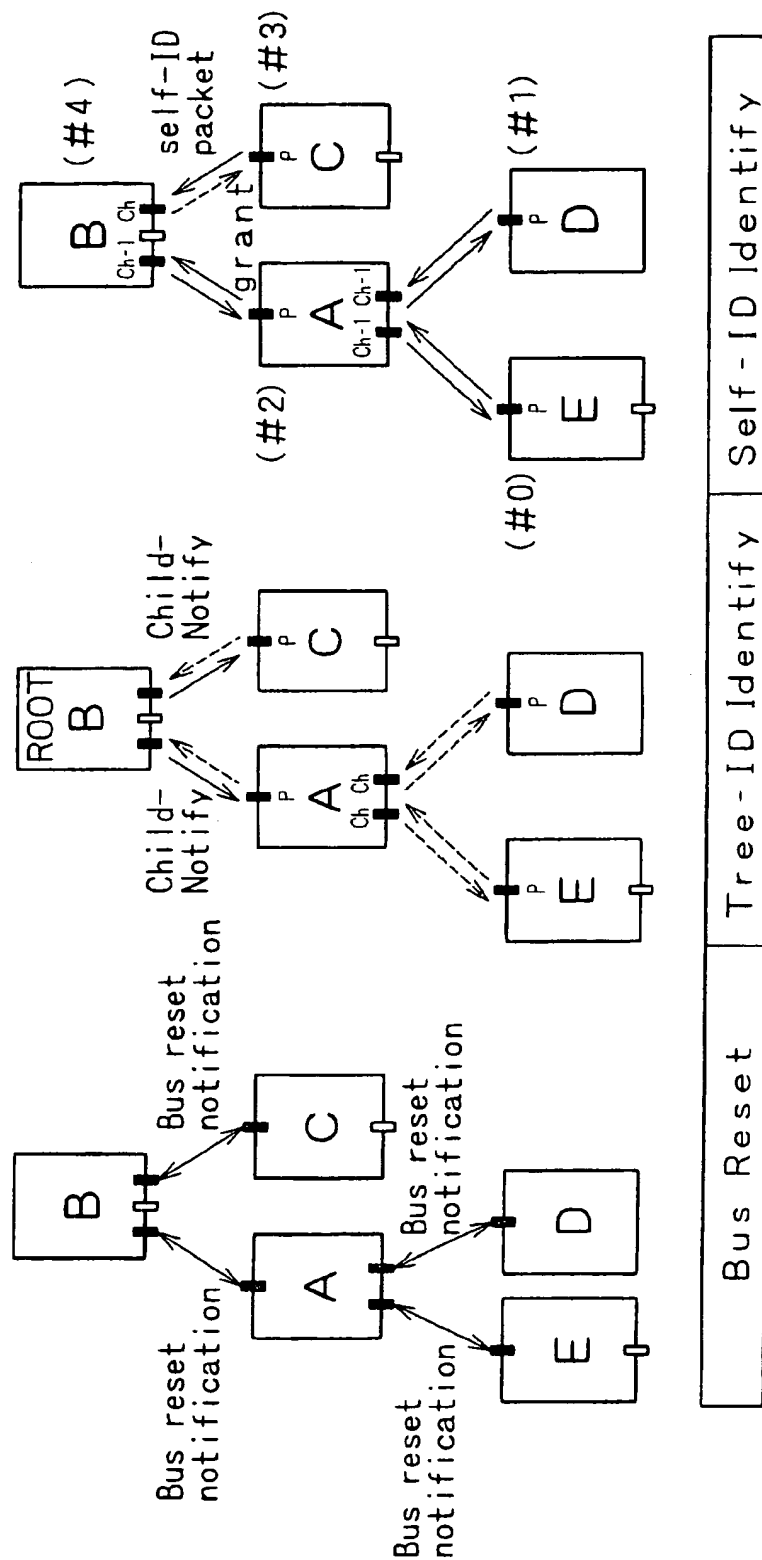 B
Bus reset
notification
Bus reset
notification
A
C
Bus reset
notification
Bus reset
notification
E
D
Bus Reset
ROOT
B
Child-
Notify
Child-
Notify
P
A
Ch Ch
P
C
P
E
P
D
Tree-ID Identify
B
(#4)
Ch-1 Ch
self-ID
packet
grant
(#2)
P
A
Ch-1 Ch-1
(#3)
P
C
(#0)
P
E
(#1)
P
D
Self-ID Identify